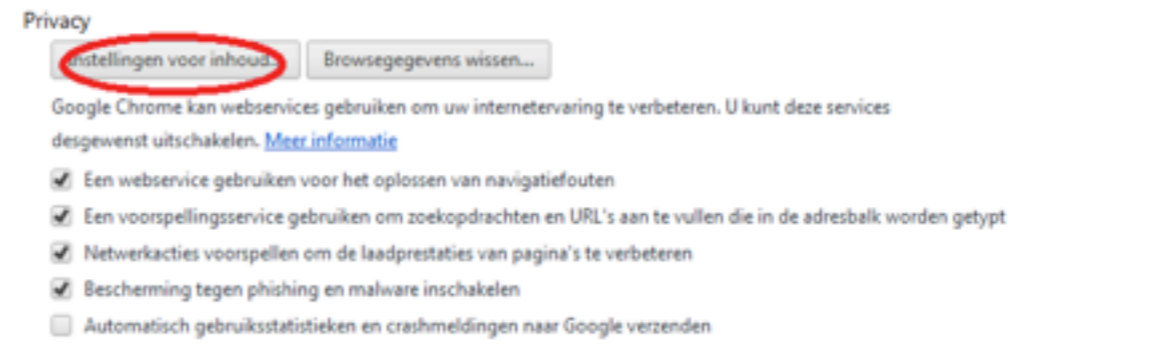 Privacy
Instellingen voor inhoud... Browsegegevens wissen...
Google Chrome kan webservices gebruiken om uw internetervaring te verbeteren. U kunt deze services
desgewenst uitschakelen. Meer informatie
Een webservice gebruiken voor het oplossen van navigatiefouten
Een voorspellingsservice gebruiken om zoekopdrachten en URL's aan te vullen die in de adresbalk worden getypt
Netwerkacties voorspellen om de laadprestaties van pagina's te verbeteren
Bescherming tegen phishing en malware inschakelen
Automatisch gebruiksstatistieken en crashmeldingen naar Google verzenden